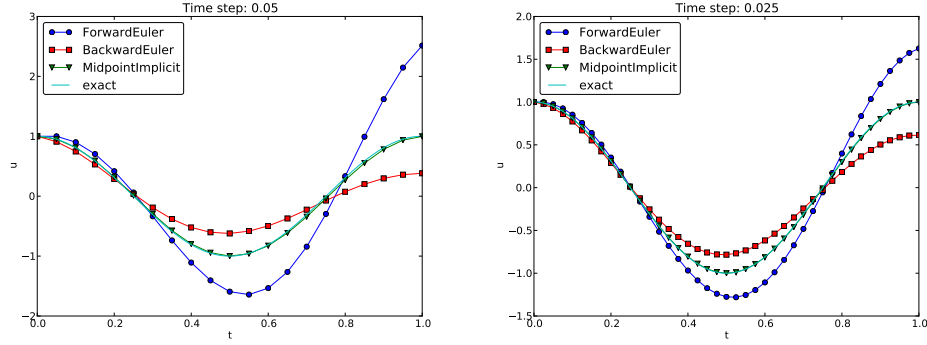 Time step: 0.05
ForwardEuler
BackwardEuler
MidpointImplicit
exact
3
2
1
0
−1
−2
u
0.0
0.2
0.4
0.6
0.8
1.0
t
Time step: 0.025
ForwardEuler
BackwardEuler
MidpointImplicit
exact
2.0
1.5
1.0
0.5
0.0
−0.5
−1.0
−1.5
u
0.0
0.2
0.4
0.6
0.8
1.0
t